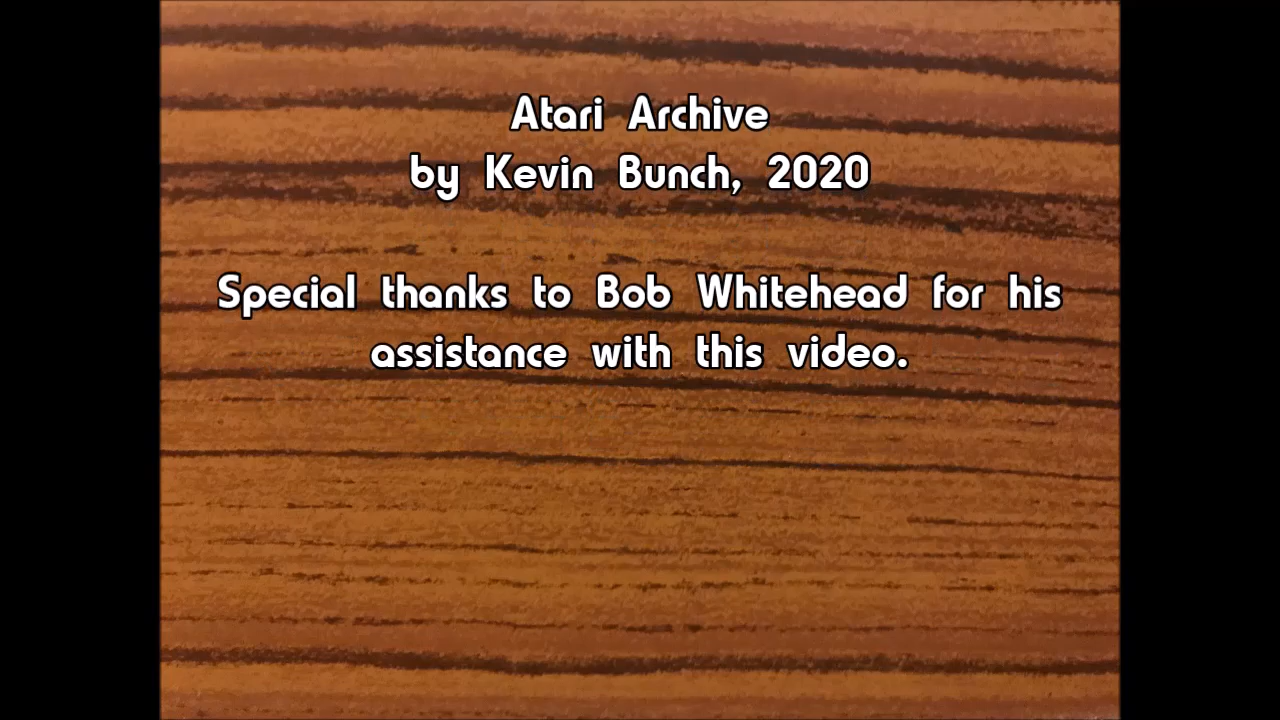 Atari Archive
by Kevin Bunch, 2020
Special thanks to Bob Whitehead for his
assistance with this video.